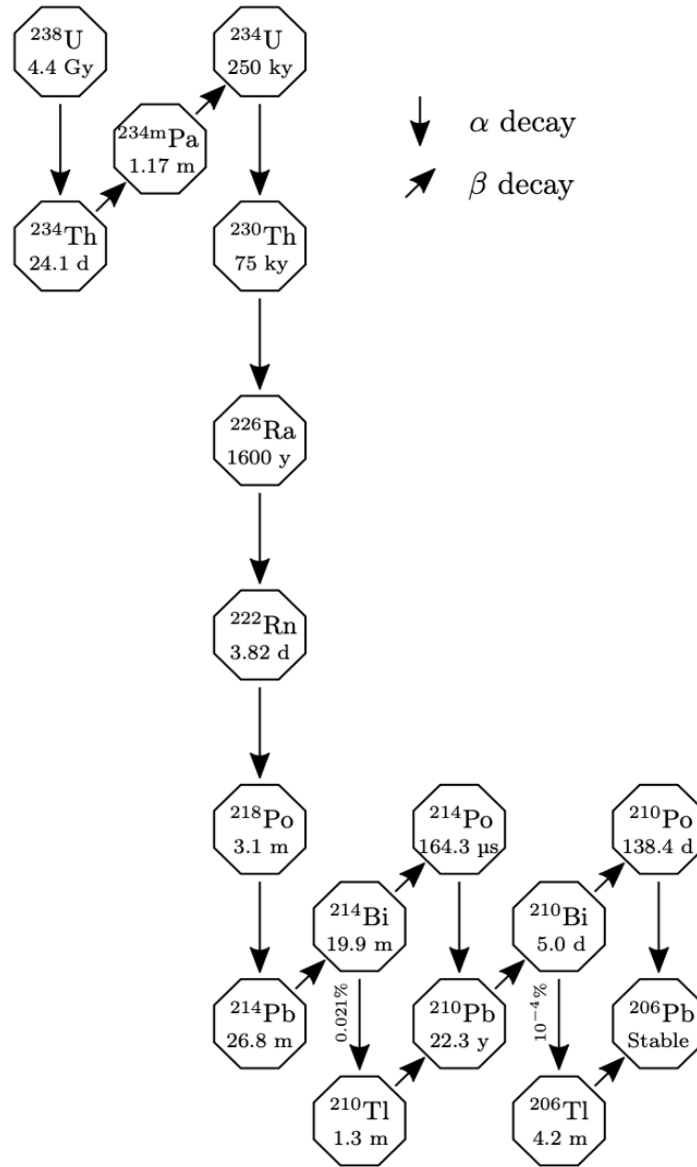 ²³⁸U
4.4 Gy
²³⁴U
250 ky
²³⁴ᵐPa
1.17 m
α decay
β decay
²³⁴Th
24.1 d
²³⁰Th
75 ky
²²⁶Ra
1600 y
²²²Rn
3.82 d
²¹⁸Po
3.1 m
²¹⁴Po
164.3 µs
²¹⁰Po
138.4 d
²¹⁴Bi
19.9 m
²¹⁰Bi
5.0 d
²¹⁴Pb
26.8 m
0.021%
²¹⁰Pb
22.3 y
10⁻⁴%
²⁰⁶Pb
Stable
²¹⁰Tl
1.3 m
²⁰⁶Tl
4.2 m